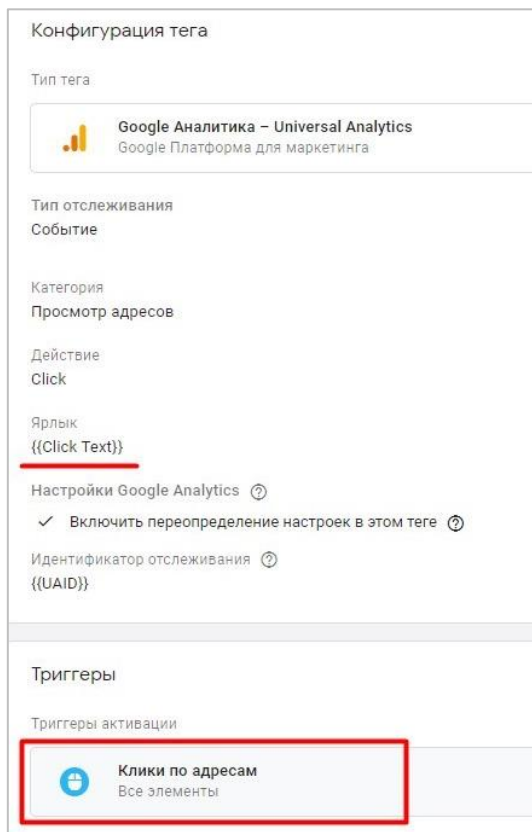 Конфигурация тега
Тип тега
Google Аналитика – Universal Analytics
Google Платформа для маркетинга
Тип отслеживания
Событие
Категория
Просмотр адресов
Действие
Click
Ярлык
{{Click Text}}
Настройки Google Analytics
Включить переопределение настроек в этом теге
Идентификатор отслеживания
{{UAID}}
Триггеры
Триггеры активации
Клики по адресам
Все элементы